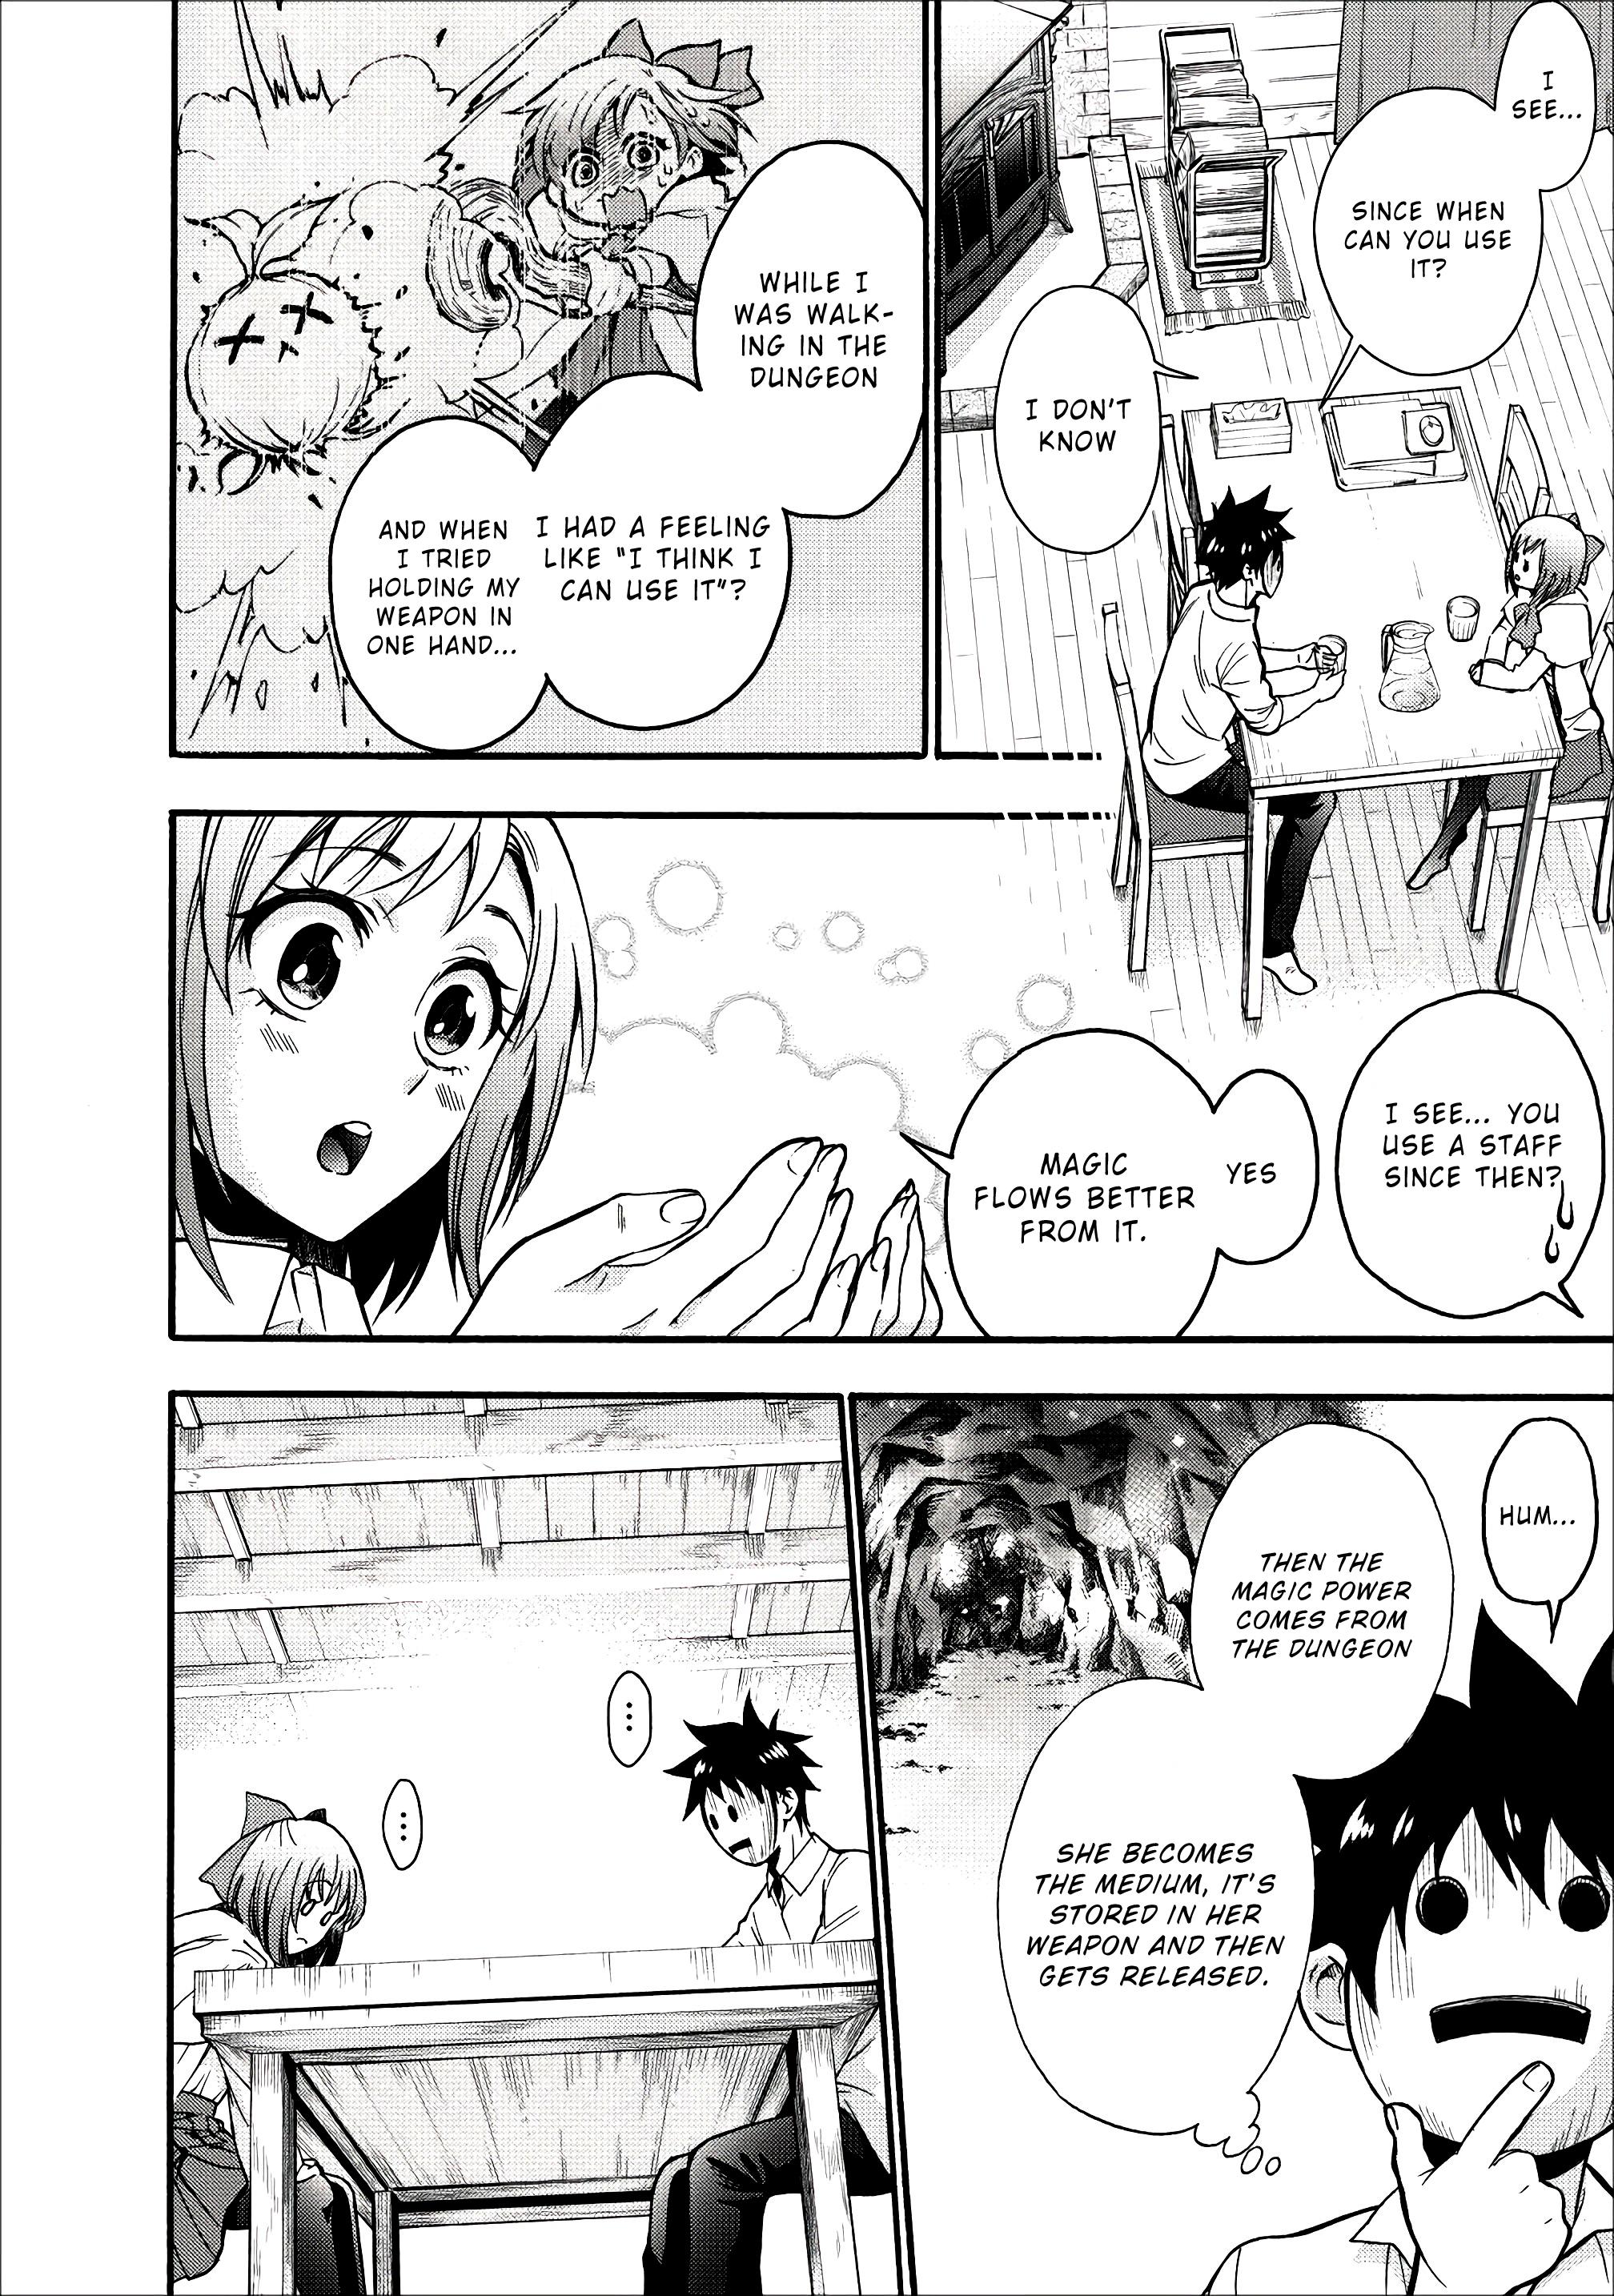 I
SEE...
SINCE WHEN
CAN YOU USE
IT?
I DON'T
KNOW
WHILE I
WAS WALK-
ING IN THE
DUNGEON
I HAD A FEELING
LIKE "I THINK I
CAN USE IT"?
AND WHEN
I TRIED
HOLDING MY
WEAPON IN
ONE HAND...
I SEE... YOU
USE A STAFF
SINCE THEN?
YES
MAGIC
FLOWS BETTER
FROM IT.
HUM...
THEN THE
MAGIC POWER
COMES FROM
THE DUNGEON
SHE BECOMES
THE MEDIUM, IT'S
STORED IN HER
WEAPON AND THEN
GETS RELEASED.
...
...